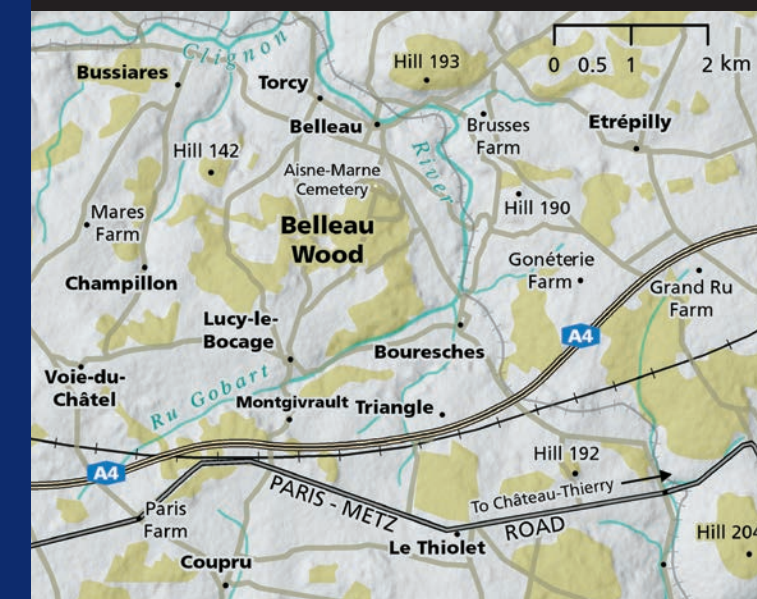 Clignon
Hill 193
0 0.5 1 2 km
Bussiares
Torcy
Belleau
Brusses
Farm
Etrépilly
Hill 142
Aisne-Marne
Cemetery
River
Hill 190
Mares
Farm
Belleau
Wood
Champillon
Gonéterie
Farm
Grand Ru
Farm
Lucy-le-
Bocage
A4
Bouresches
Voie-du-
Châtel
Ru Gobart
Montgivrault
Triangle
A4
Hill 192
PARIS - METZ
To Château-Thierry
Paris
Farm
ROAD
Hill 204
Le Thiolet
Coupru